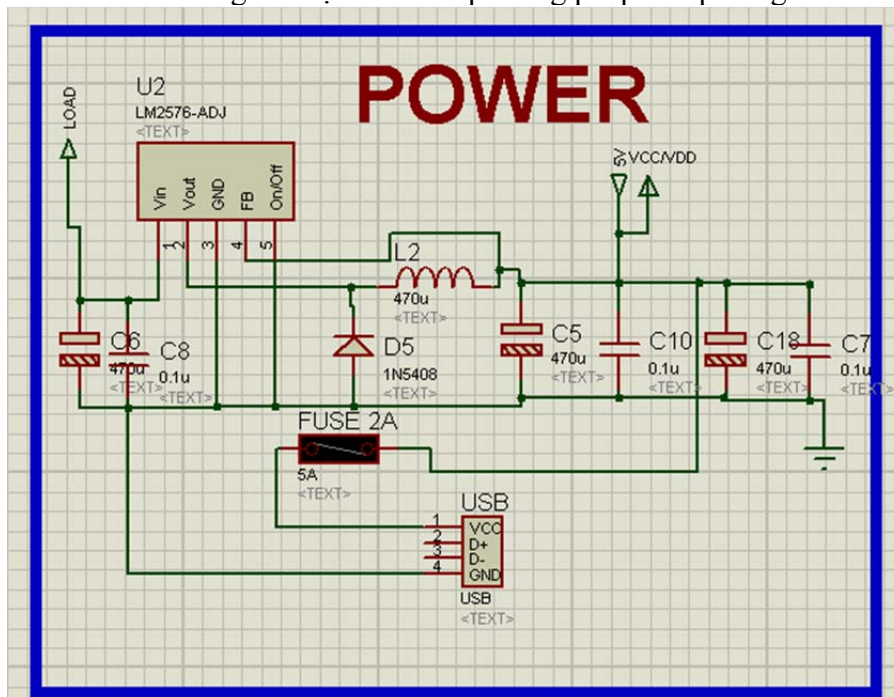 POWER
U2
LM2576-ADJ
<TEXT>
LOAD
Vin
Vout
GND
FB
On/Off
1
2
3
4
5
5V
VCC/VDD
L2
470u
<TEXT>
C6
470u
<TEXT>
C8
0.1u
<TEXT>
D5
1N5408
<TEXT>
C5
470u
<TEXT>
C10
0.1u
<TEXT>
C18
470u
<TEXT>
C7
0.1u
<TEXT>
FUSE 2A
5A
<TEXT>
USB
1
VCC
2
D+
3
D-
4
GND
USB
<TEXT>